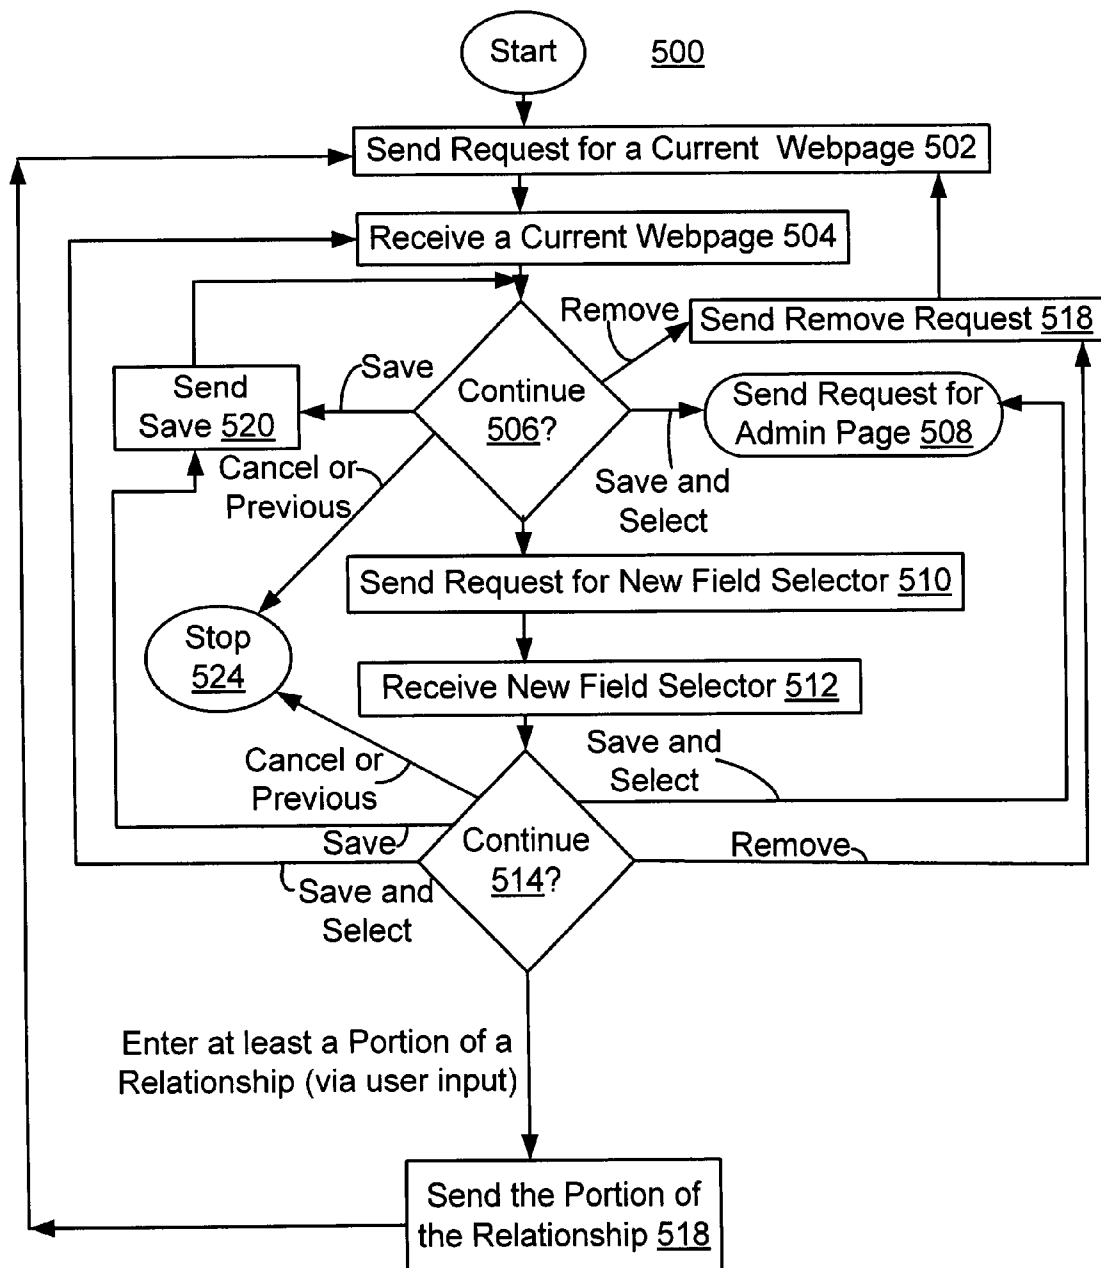 Start
500
Send Request for a Current Webpage 502
Receive a Current Webpage 504
Remove
Send Remove Request 518
Save
Send
Save 520
Continue
506?
Send Request for
Admin Page 508
Cancel or
Previous
Save and
Select
Send Request for New Field Selector 510
Stop
524
Receive New Field Selector 512
Save and
Select
Cancel or
Previous
Save
Continue
514?
Remove
Save and
Select
Enter at least a Portion of a
Relationship (via user input)
Send the Portion of
the Relationship 518